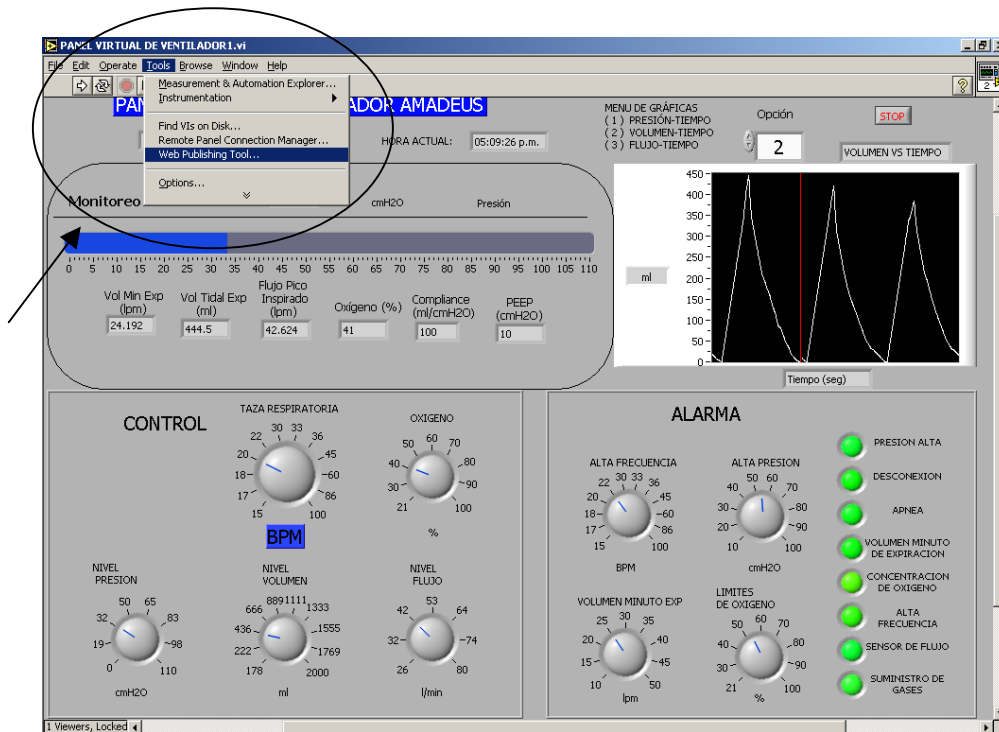 PANEL VIRTUAL DE VENTILADOR1.vi
File Edit Operate Tools Browse Window Help
Measurement & Automation Explorer...
Instrumentation
Find VIs on Disk...
Remote Panel Connection Manager...
Web Publishing Tool...
Options...
2
PAN
ADOR AMADEUS
HORA ACTUAL: 05:09:26 p.m.
MENU DE GRÁFICAS
( 1 ) PRESIÓN-TIEMPO
( 2 ) VOLUMEN-TIEMPO
( 3 ) FLUJO-TIEMPO
Opción
2
STOP
VOLUMEN VS TIEMPO
Monitoreo
cmH2O
Presión
0 5 10 15 20 25 30 35 40 45 50 55 60 65 70 75 80 85 90 95 100 105 110
Vol Min Exp
(lpm)
24.192
Vol Tidal Exp
(ml)
444.5
Flujo Pico
Inspirado
(lpm)
42.624
Oxígeno (%)
41
Compliance
(ml/cmH2O)
100
PEEP
(cmH2O)
10
450
400
350
300
250
200
150
100
50
0
ml
Tiempo (seg)
CONTROL
TAZA RESPIRATORIA
15 17 18 20 22 30 33 36 45 60 86 100
BPM
OXIGENO
21 30 40 50 60 70 80 90 100
%
NIVEL
PRESION
0 19 32 50 65 83 98 110
cmH2O
NIVEL
VOLUMEN
178 222 436 666 889 1111 1333 1555 1769 2000
ml
NIVEL
FLUJO
26 32 42 53 64 74 80
l/min
ALARMA
ALTA FRECUENCIA
15 17 18 20 22 30 33 36 45 60 86 100
BPM
ALTA PRESION
10 20 30 40 50 60 70 80 90 100
cmH2O
VOLUMEN MINUTO EXP
10 15 20 25 30 35 40 45 50
lpm
LIMITES
DE OXIGENO
21 30 40 50 60 70 80 90 100
%
PRESION ALTA
DESCONEXION
APNEA
VOLUMEN MINUTO
DE EXPIRACION
CONCENTRACION
DE OXIGENO
ALTA
FRECUENCIA
SENSOR DE FLUJO
SUMINISTRO DE
GASES
1 Viewers, Locked